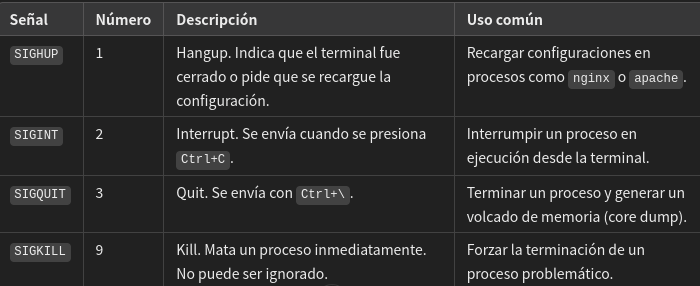 Señal Número Descripción Uso común
SIGHUP 1 Hangup. Indica que el terminal fue Recargar configuraciones en
cerrado o pide que se recargue la procesos como nginx o apache.
configuración.
SIGINT 2 Interrupt. Se envía cuando se presiona Interrumpir un proceso en
Ctrl+C. ejecución desde la terminal.
SIGQUIT 3 Quit. Se envía con Ctrl+\. Terminar un proceso y generar un
volcado de memoria (core dump).
SIGKILL 9 Kill. Mata un proceso inmediatamente. Forzar la terminación de un
No puede ser ignorado. proceso problemático.